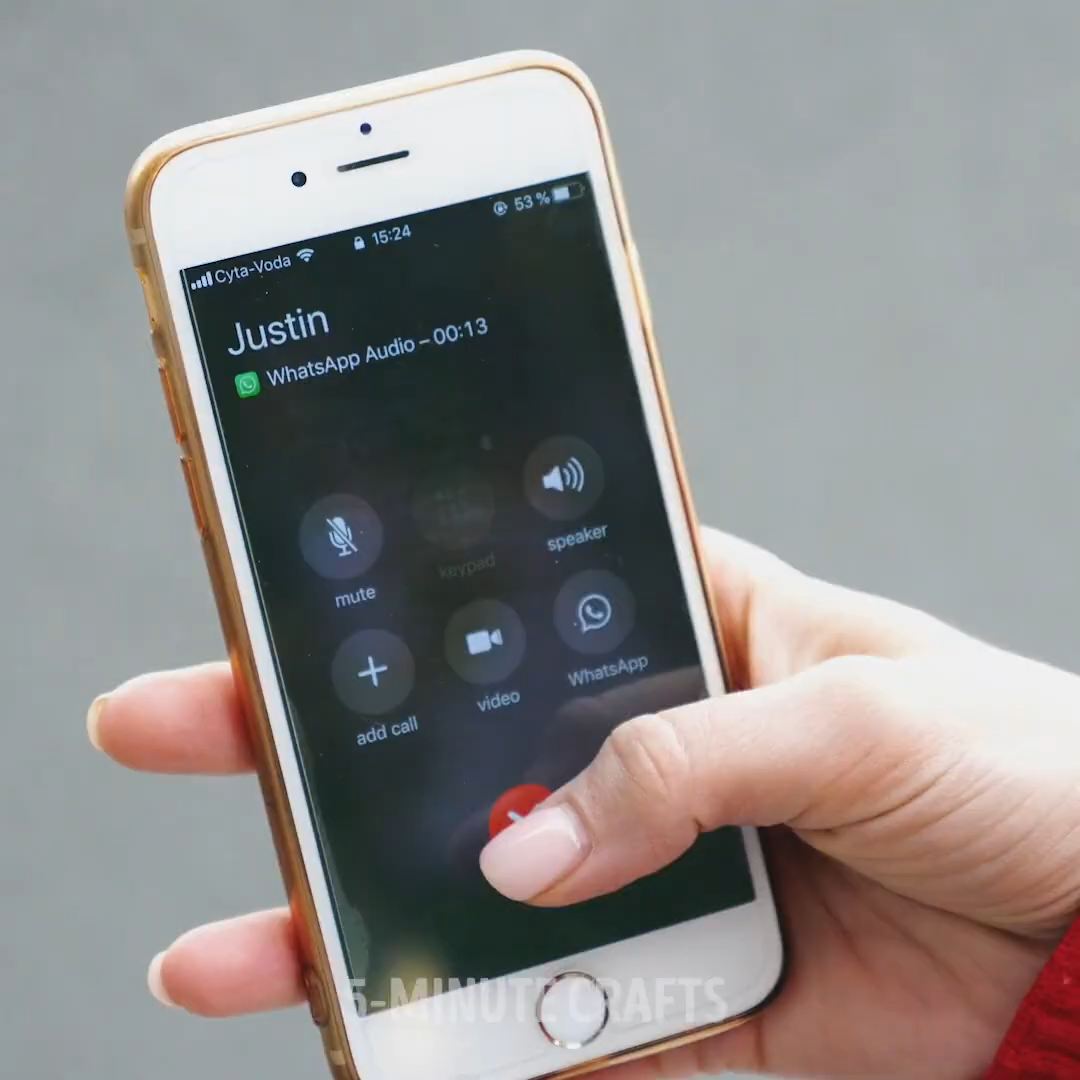 Cyta-Voda 15:24 53 %
Justin
WhatsApp Audio – 00:13
mute keypad speaker
add call video WhatsApp
5-MINUTE CRAFTS